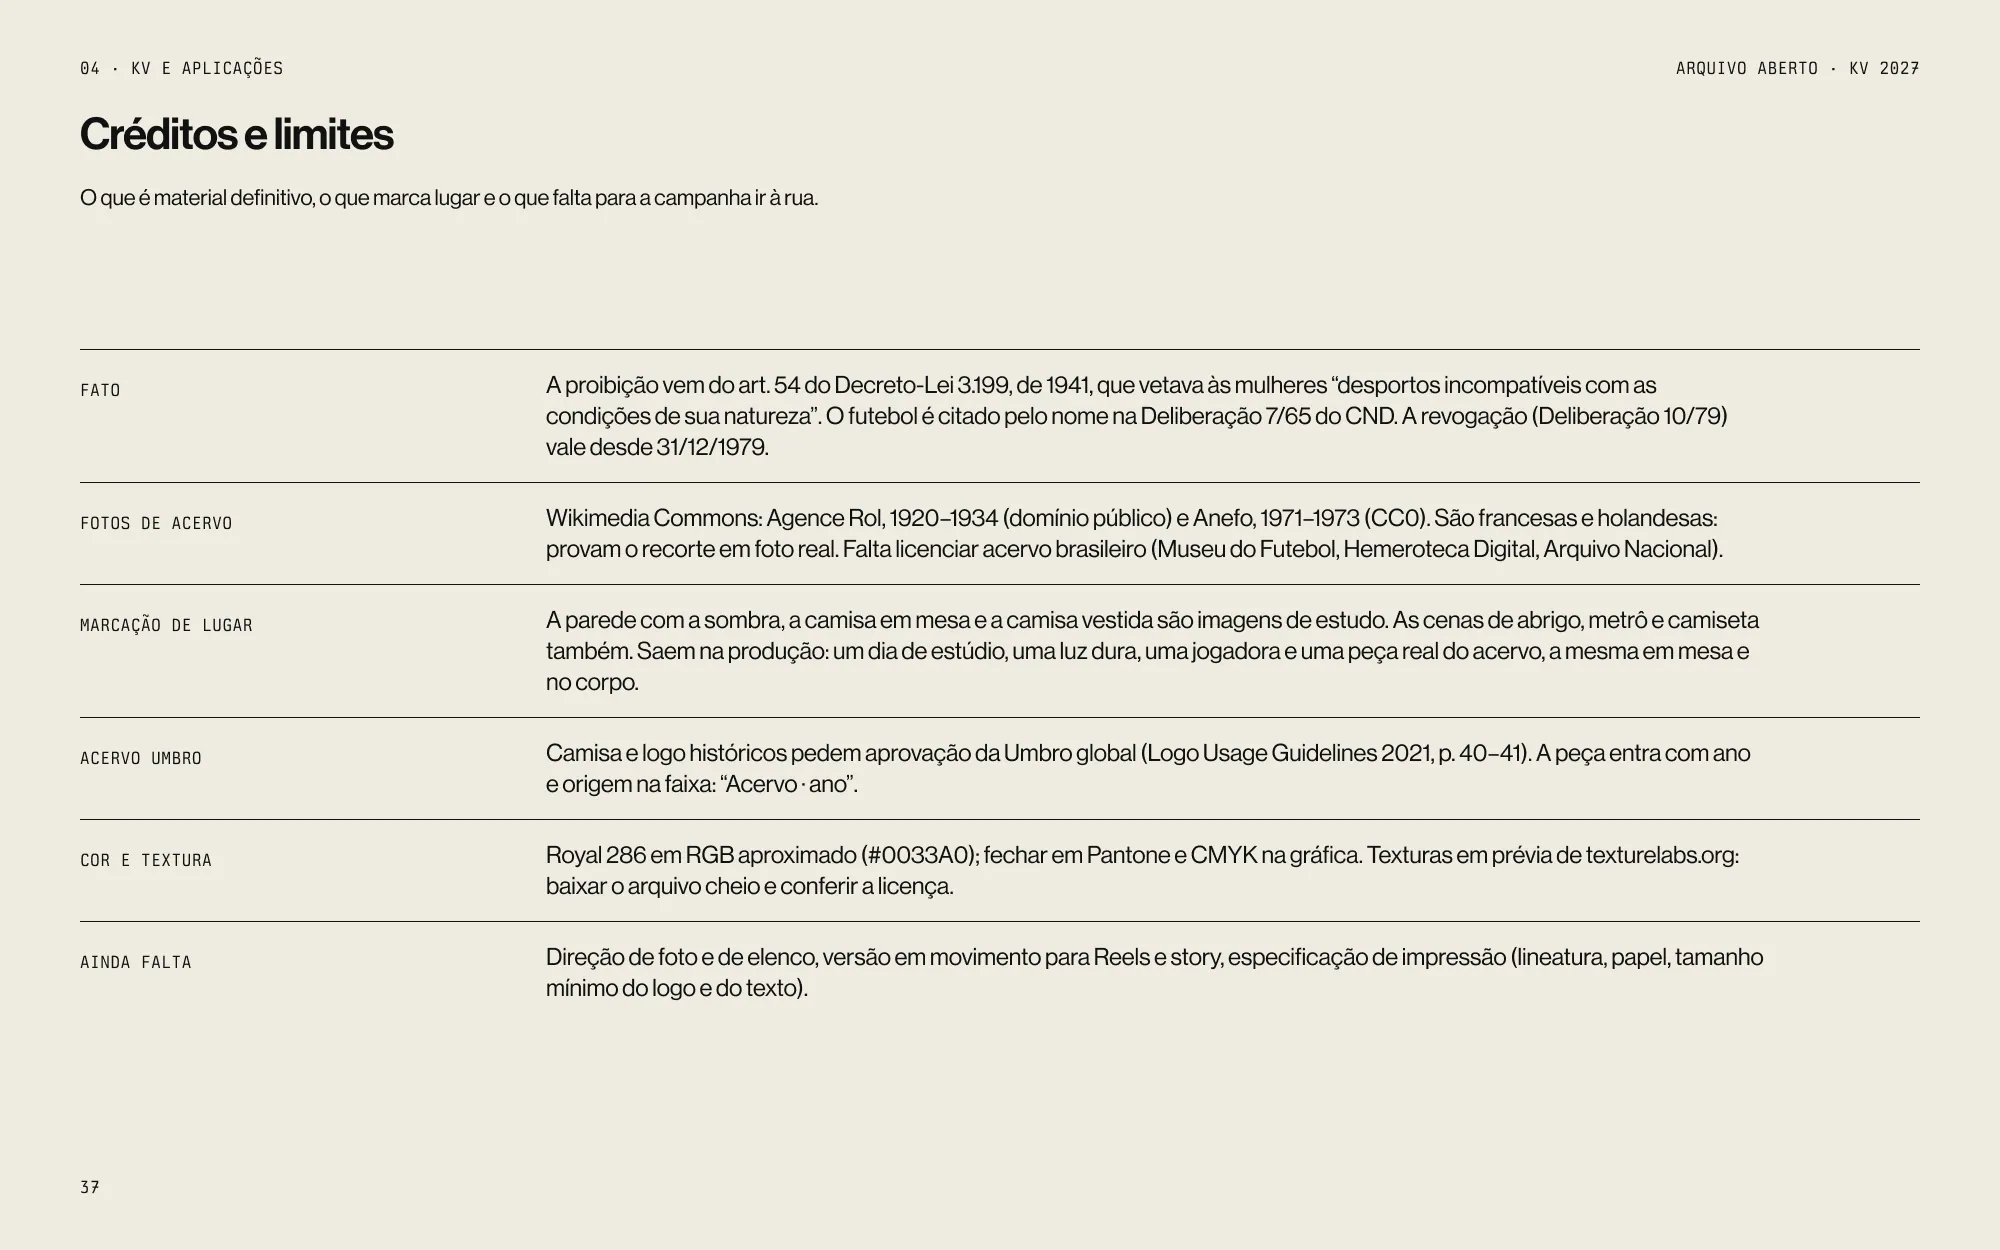 04 · KV E APLICAÇÕES
ARQUIVO ABERTO · KV 2027
Créditos e limites
O que é material definitivo, o que marca lugar e o que falta para a campanha ir à rua.
FATO
A proibição vem do art. 54 do Decreto-Lei 3.199, de 1941, que vetava às mulheres “desportos incompatíveis com as
condições de sua natureza”. O futebol é citado pelo nome na Deliberação 7/65 do CND. A revogação (Deliberação 10/79)
vale desde 31/12/1979.
FOTOS DE ACERVO
Wikimedia Commons: Agence Rol, 1920–1934 (domínio público) e Anefo, 1971–1973 (CC0). São francesas e holandesas:
provam o recorte em foto real. Falta licenciar acervo brasileiro (Museu do Futebol, Hemeroteca Digital, Arquivo Nacional).
MARCAÇÃO DE LUGAR
A parede com a sombra, a camisa em mesa e a camisa vestida são imagens de estudo. As cenas de abrigo, metrô e camiseta
também. Saem na produção: um dia de estúdio, uma luz dura, uma jogadora e uma peça real do acervo, a mesma em mesa e
no corpo.
ACERVO UMBRO
Camisa e logo históricos pedem aprovação da Umbro global (Logo Usage Guidelines 2021, p. 40–41). A peça entra com ano
e origem na faixa: “Acervo · ano”.
COR E TEXTURA
Royal 286 em RGB aproximado (#0033A0); fechar em Pantone e CMYK na gráfica. Texturas em prévia de texturelabs.org:
baixar o arquivo cheio e conferir a licença.
AINDA FALTA
Direção de foto e de elenco, versão em movimento para Reels e story, especificação de impressão (lineatura, papel, tamanho
mínimo do logo e do texto).
37